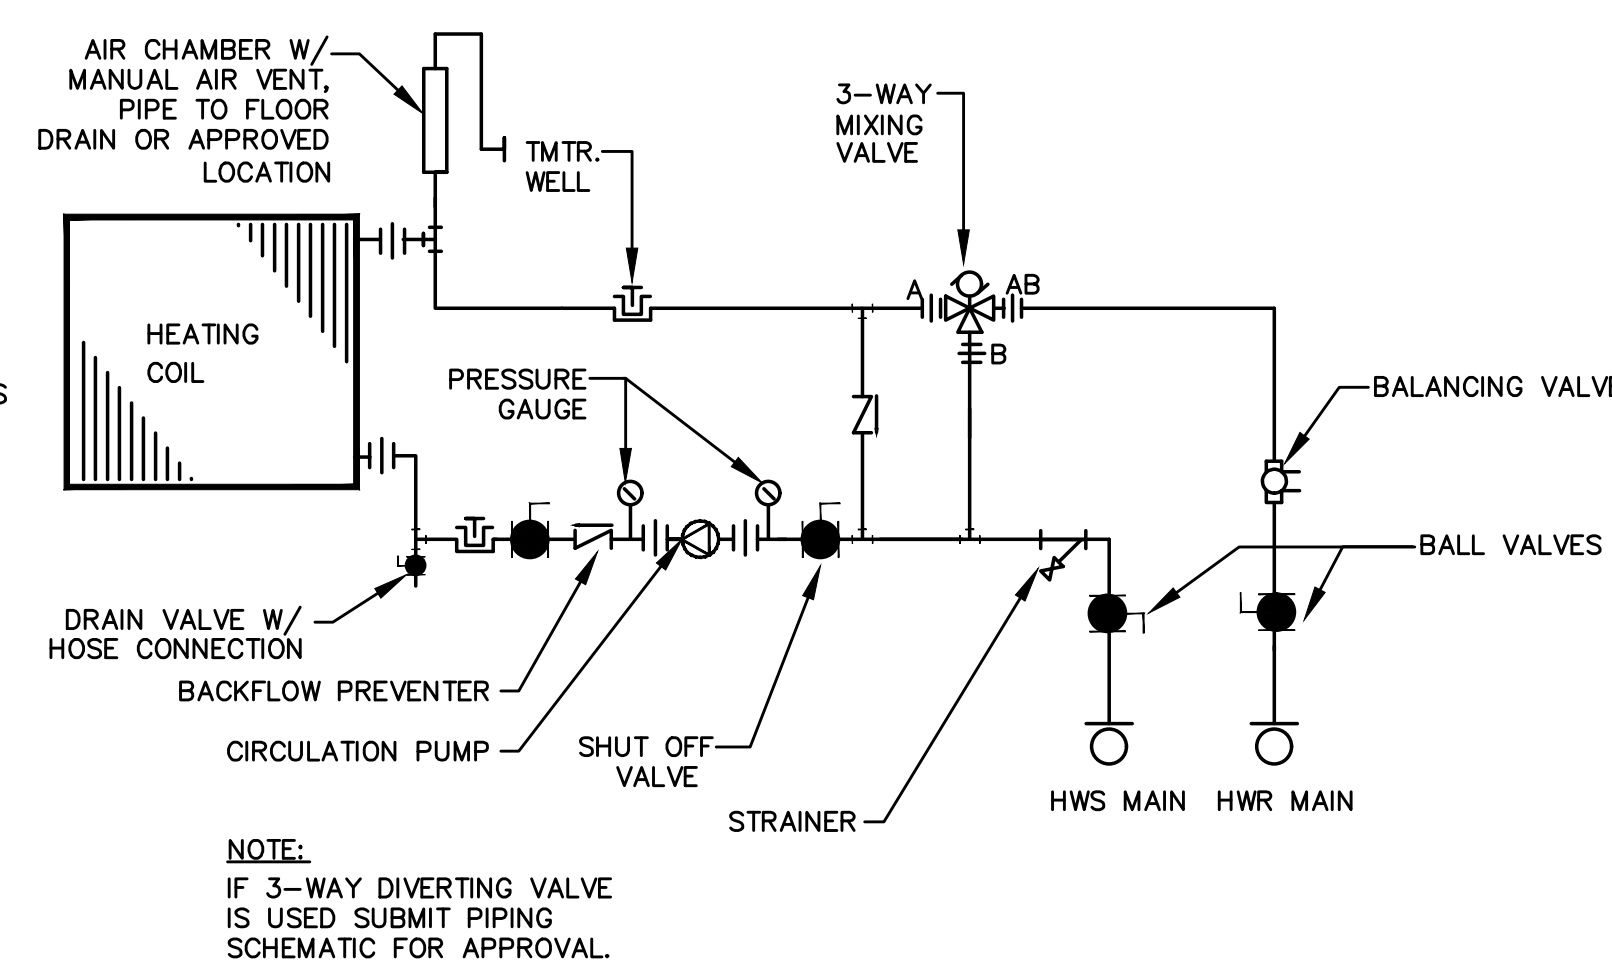 AIR CHAMBER W/
MANUAL AIR VENT,
PIPE TO FLOOR
DRAIN OR APPROVED
LOCATION
TMTR.
WELL
3-WAY
MIXING
VALVE
A
AB
B
HEATING
COIL
PRESSURE
GAUGE
BALANCING VALVE
S
BALL VALVES
DRAIN VALVE W/
HOSE CONNECTION
BACKFLOW PREVENTER
CIRCULATION PUMP
SHUT OFF
VALVE
STRAINER
HWS MAIN
HWR MAIN
NOTE:
IF 3-WAY DIVERTING VALVE
IS USED SUBMIT PIPING
SCHEMATIC FOR APPROVAL.